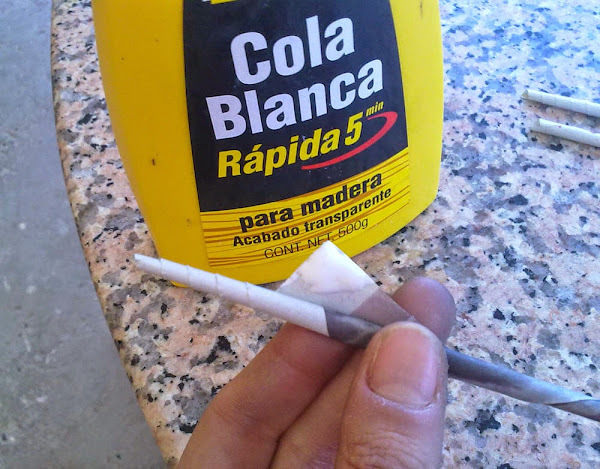 Cola
Blanca
Rápida 5 min
para madera
Acabado transparente
CONT. NET. 500g